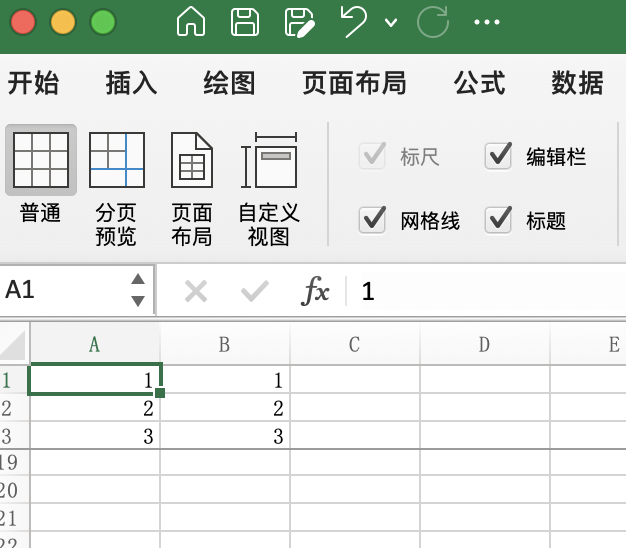 开始 插入 绘图 页面布局 公式 数据
标尺 编辑栏
普通 分页预览 页面布局 自定义视图
网格线 标题
A1 fx 1
A B C D E
1 1 1
2 2 2
3 3 3
19
20
21
22